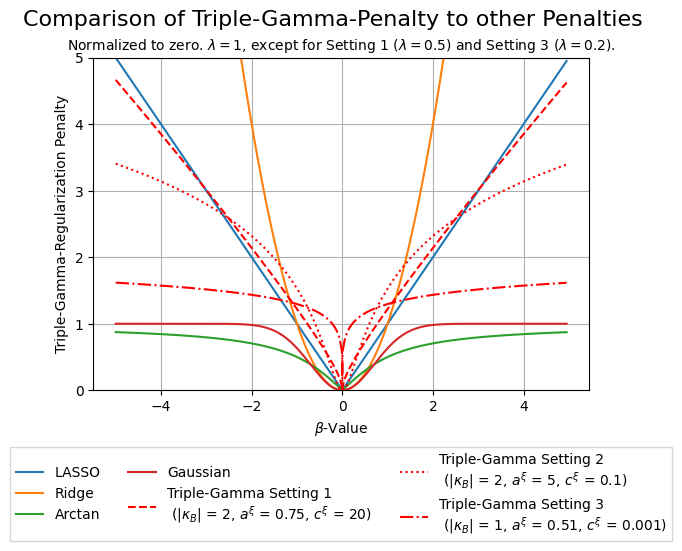 Comparison of Triple-Gamma-Penalty to other Penalties
Normalized to zero. λ = 1, except for Setting 1 (λ = 0.5) and Setting 3 (λ = 0.2).
5
4
3
2
1
0
Triple-Gamma-Regularization Penalty
−4 −2 0 2 4
β-Value
LASSO
Ridge
Arctan
Gaussian
Triple-Gamma Setting 1
(|κ_B| = 2, a^ξ = 0.75, c^ξ = 20)
Triple-Gamma Setting 2
(|κ_B| = 2, a^ξ = 5, c^ξ = 0.1)
Triple-Gamma Setting 3
(|κ_B| = 1, a^ξ = 0.51, c^ξ = 0.001)